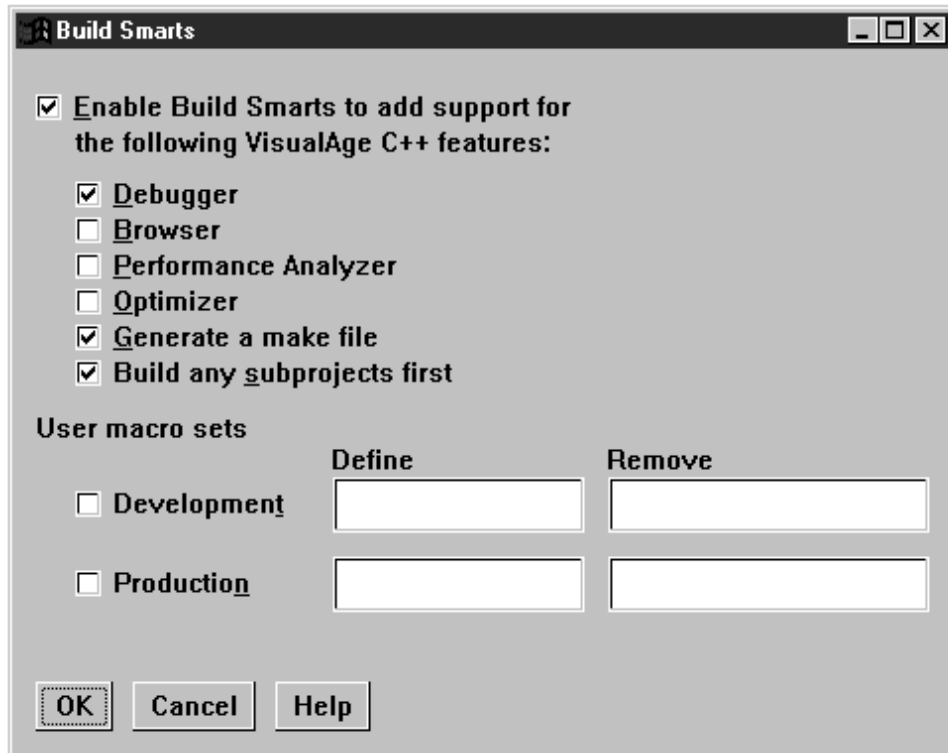 Build Smarts
Enable Build Smarts to add support for
the following VisualAge C++ features:
Debugger
Browser
Performance Analyzer
Optimizer
Generate a make file
Build any subprojects first
User macro sets
Define Remove
Development
Production
OK Cancel Help